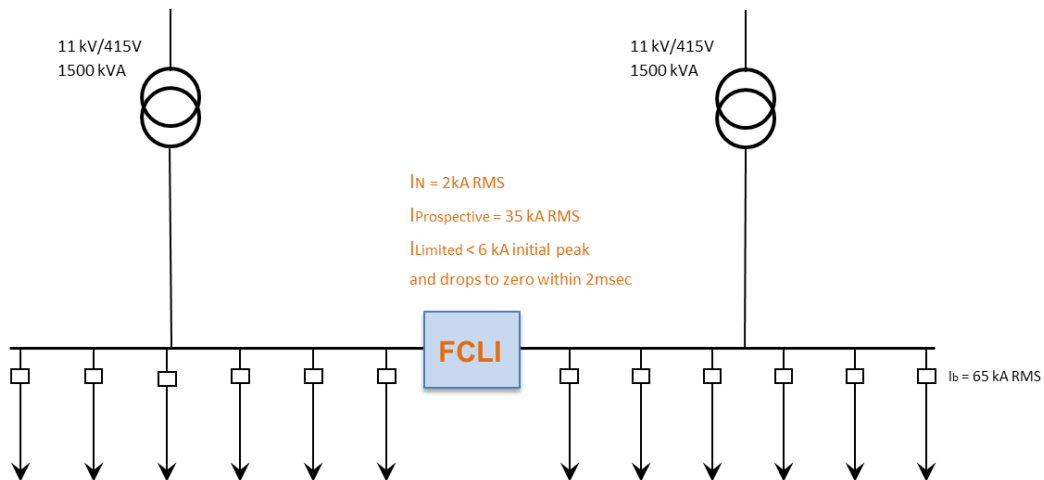 11 kV/415V
1500 kVA
11 kV/415V
1500 kVA
IN = 2kA RMS
IProspective = 35 kA RMS
ILimited < 6 kA initial peak
and drops to zero within 2msec
FCLI
Ib = 65 kA RMS